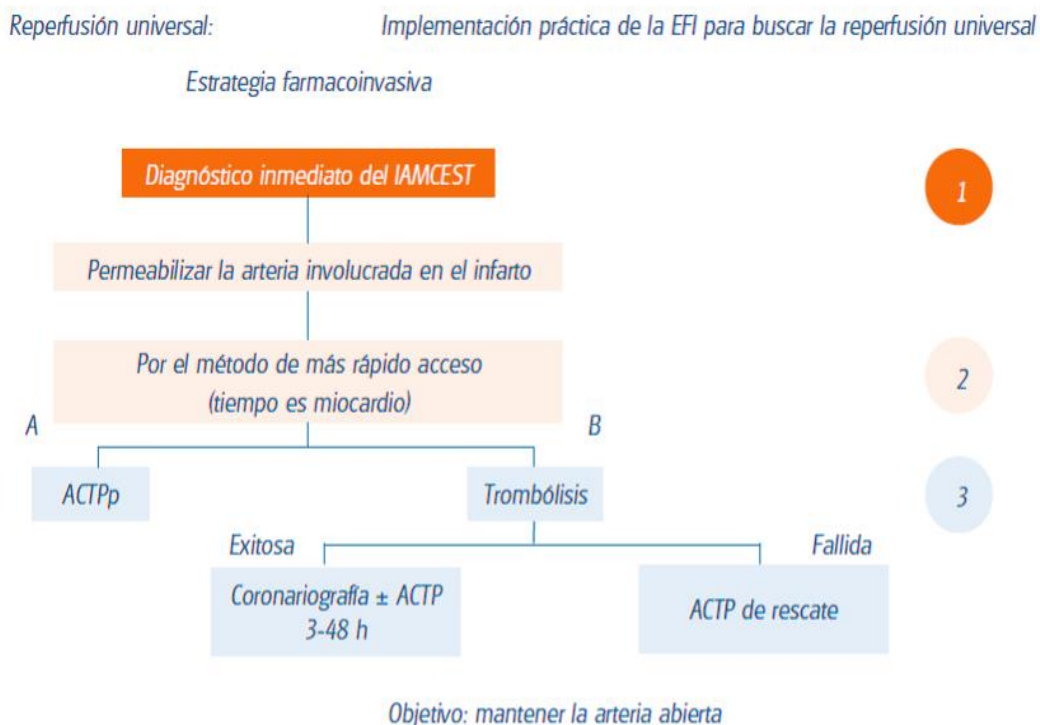 Reperfusión universal:
Implementación práctica de la EFI para buscar la reperfusión universal
Estrategia farmacoinvasiva
Diagnóstico inmediato del IAMCEST
1
Permeabilizar la arteria involucrada en el infarto
Por el método de más rápido acceso
(tiempo es miocardio)
2
A
B
ACTPp
Trombólisis
3
Exitosa
Fallida
Coronariografía ± ACTP
3-48 h
ACTP de rescate
Objetivo: mantener la arteria abierta